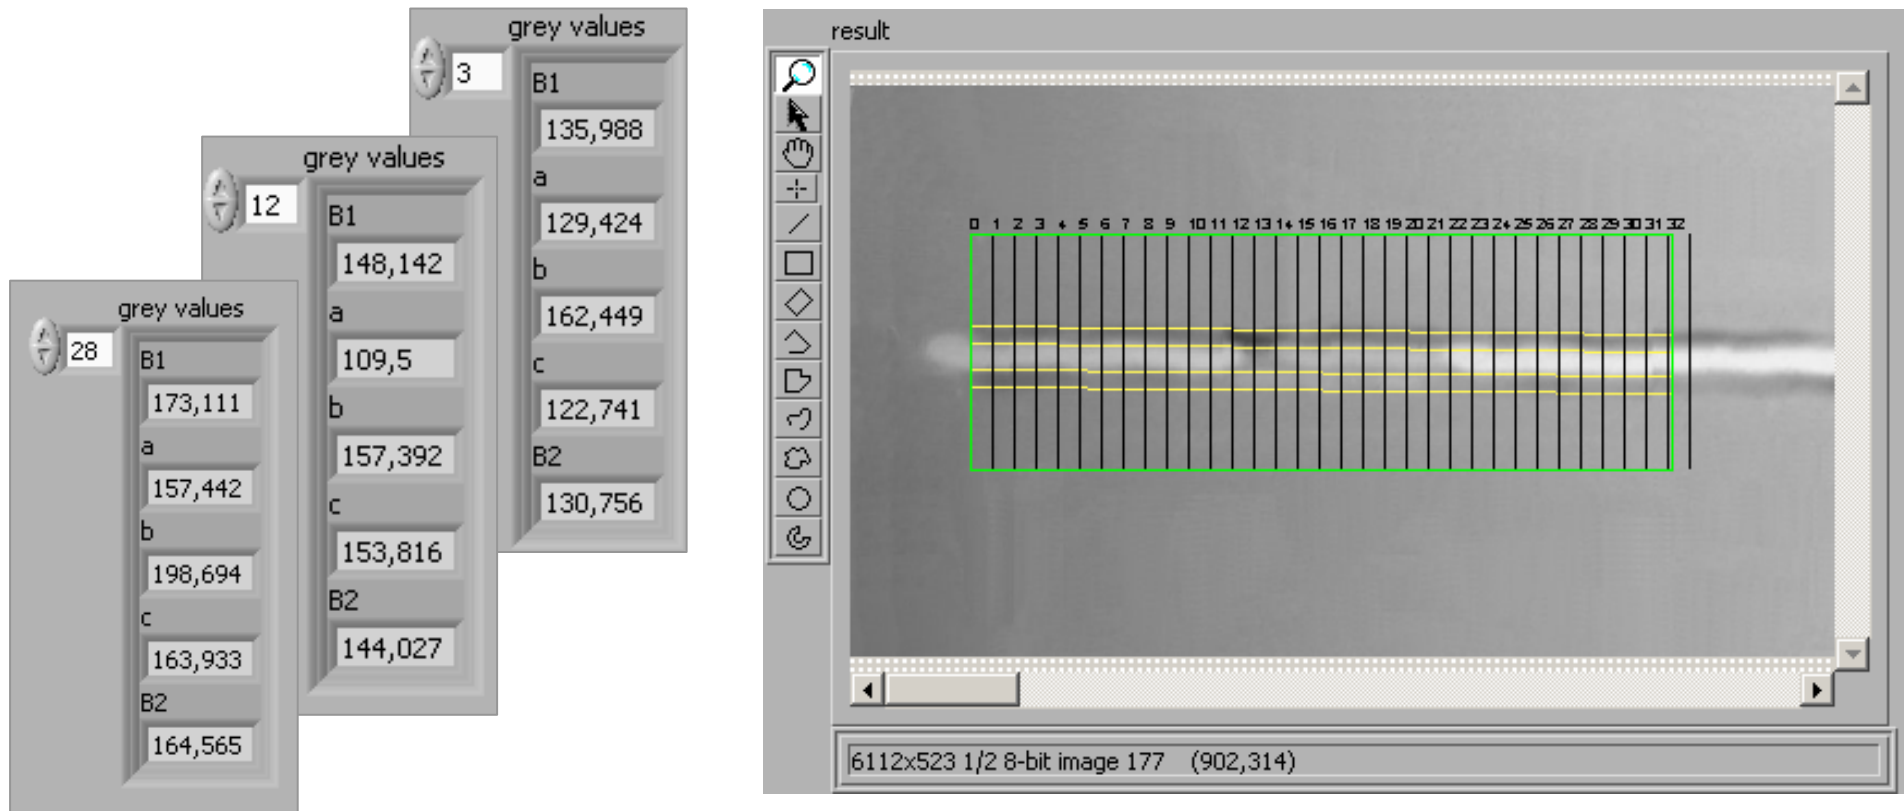 grey values
28
B1
173,111
a
157,442
b
198,694
c
163,933
B2
164,565
grey values
12
B1
148,142
a
109,5
b
157,392
c
153,816
B2
144,027
grey values
3
B1
135,988
a
129,424
b
162,449
c
122,741
B2
130,756
result
0 1 2 3 4 5 6 7 8 9 10 11 12 13 14 15 16 17 18 19 20 21 22 23 24 25 26 27 28 29 30 31 32
6112x523 1/2 8-bit image 177 (902,314)